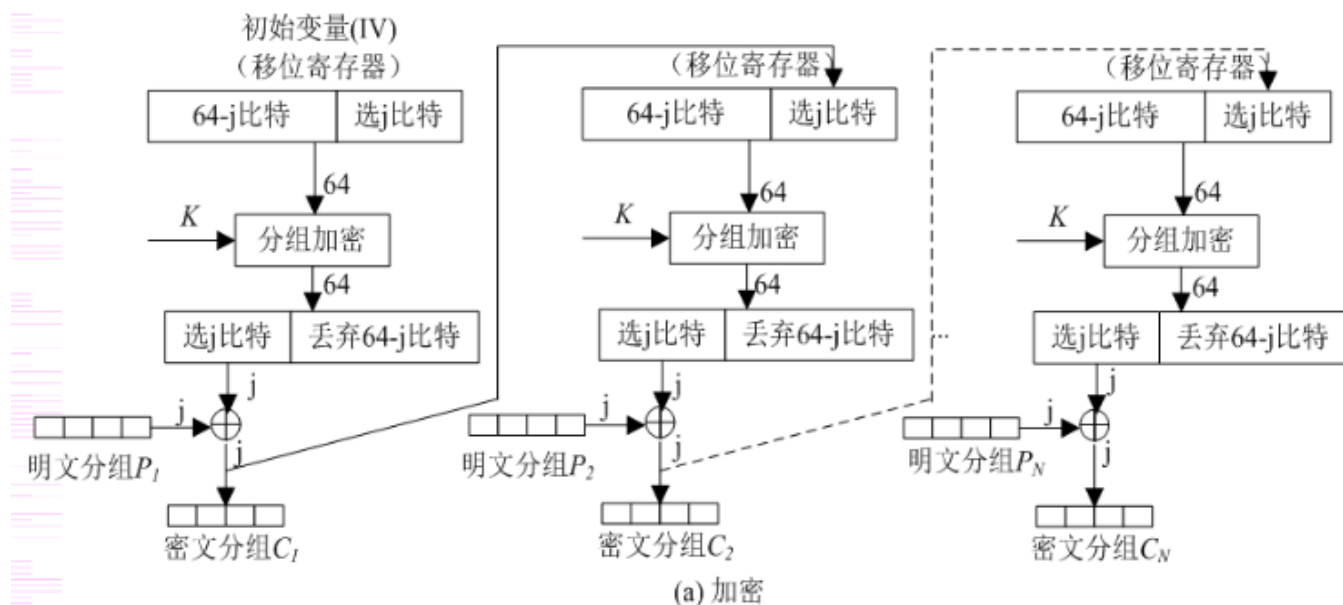 初始变量(IV)
（移位寄存器）
（移位寄存器）
（移位寄存器）
64-j比特 选j比特
64-j比特 选j比特
64-j比特 选j比特
64
64
64
K
分组加密
K
分组加密
K
分组加密
64
64
64
选j比特 丢弃64-j比特
选j比特 丢弃64-j比特
...
选j比特 丢弃64-j比特
j
j
j
j
j
j
j
j
j
明文分组P1
明文分组P2
明文分组PN
密文分组C1
密文分组C2
密文分组CN
(a) 加密